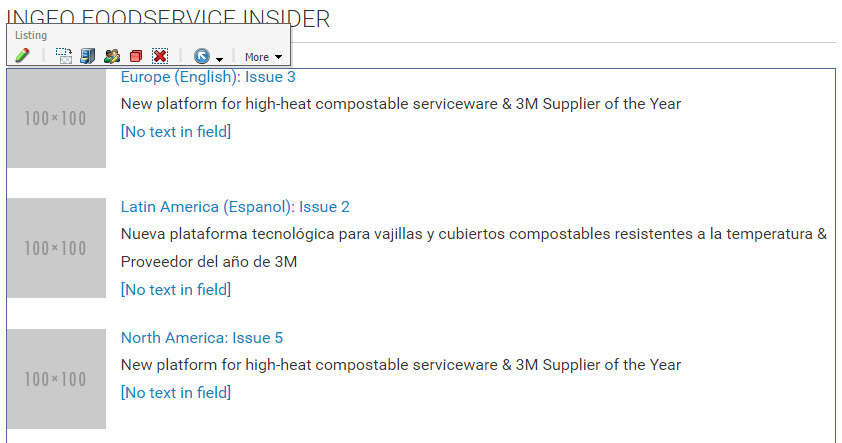 INGEO FOODSERVICE INSIDER
Listing
More
100×100
Europe (English): Issue 3
New platform for high-heat compostable serviceware & 3M Supplier of the Year
[No text in field]
100×100
Latin America (Espanol): Issue 2
Nueva plataforma tecnológica para vajillas y cubiertos compostables resistentes a la temperatura &
Proveedor del año de 3M
[No text in field]
100×100
North America: Issue 5
New platform for high-heat compostable serviceware & 3M Supplier of the Year
[No text in field]